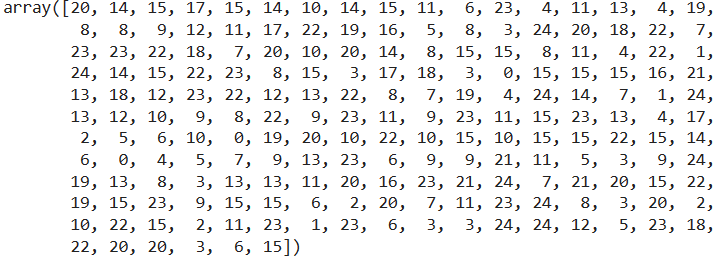 array([20, 14, 15, 17, 15, 14, 10, 14, 15, 11,  6, 23,  4, 11, 13,  4, 19,
        8,  8,  9, 12, 11, 17, 22, 19, 16,  5,  8,  3, 24, 20, 18, 22,  7,
       23, 23, 22, 18,  7, 20, 10, 20, 14,  8, 15, 15,  8, 11,  4, 22,  1,
       24, 14, 15, 22, 23,  8, 15,  3, 17, 18,  3,  0, 15, 15, 15, 16, 21,
       13, 18, 12, 23, 22, 12, 13, 22,  8,  7, 19,  4, 24, 14,  7,  1, 24,
       13, 12, 10,  9,  8, 22,  9, 23, 11,  9, 23, 11, 15, 23, 13,  4, 17,
        2,  5,  6, 10,  0, 19, 20, 10, 22, 10, 15, 10, 15, 15, 22, 15, 14,
        6,  0,  4,  5,  7,  9, 13, 23,  6,  9,  9, 21, 11,  5,  3,  9, 24,
       19, 13,  8,  3, 13, 13, 11, 20, 16, 23, 21, 24,  7, 21, 20, 15, 22,
       19, 15, 23,  9, 15, 15,  6,  2, 20,  7, 11, 23, 24,  8,  3, 20,  2,
       10, 22, 15,  2, 11, 23,  1, 23,  6,  3,  3, 24, 24, 12,  5, 23, 18,
       22, 20, 20,  3,  6, 15])